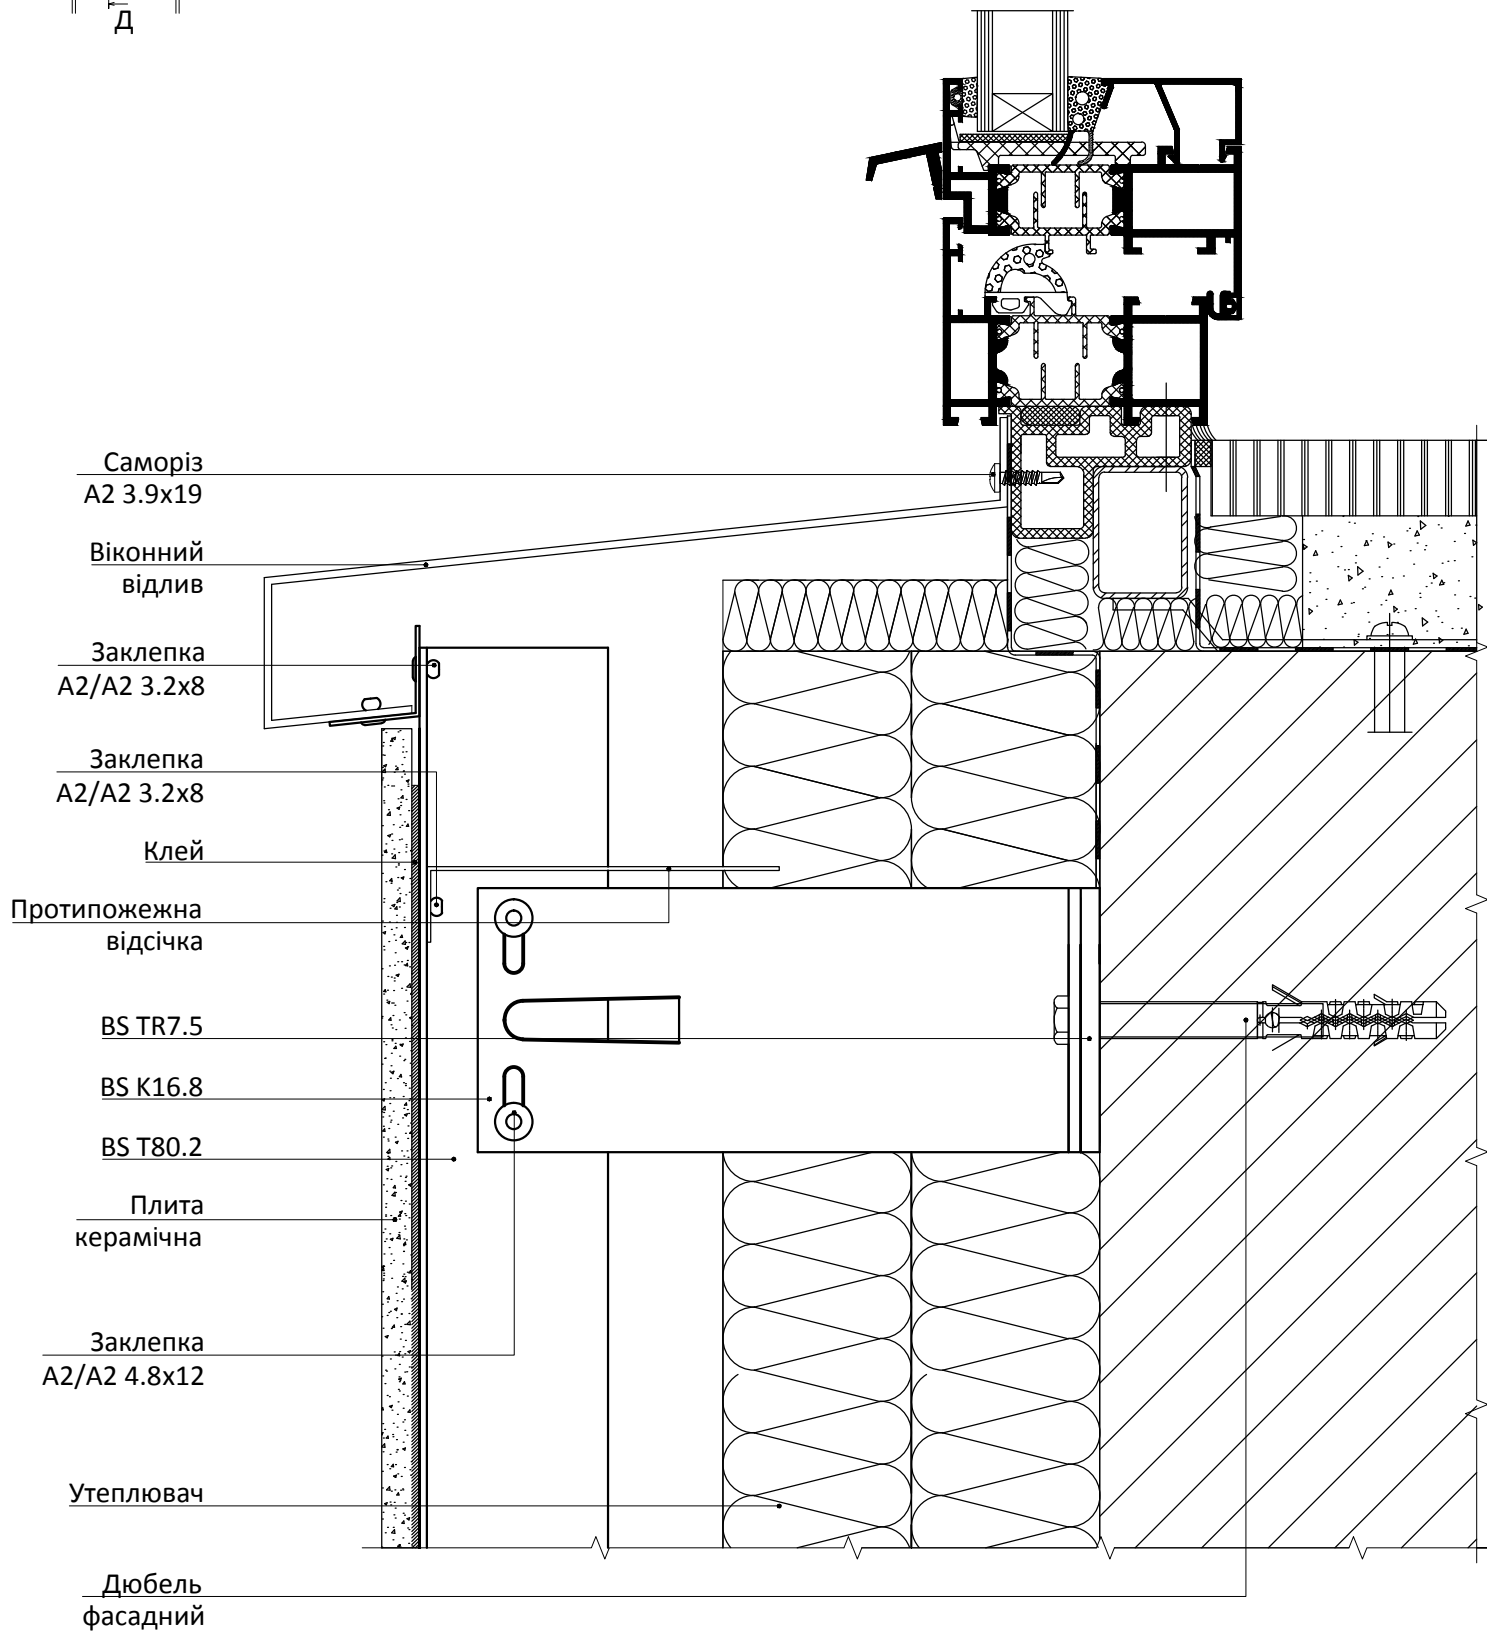 Д
Саморіз
А2 3.9х19
Віконний
відлив
Заклепка
А2/А2 3.2х8
Заклепка
А2/А2 3.2х8
Клей
Протипожежна
відсічка
BS TR7.5
BS K16.8
BS T80.2
Плита
керамічна
Заклепка
А2/А2 4.8х12
Утеплювач
Дюбель
фасадний